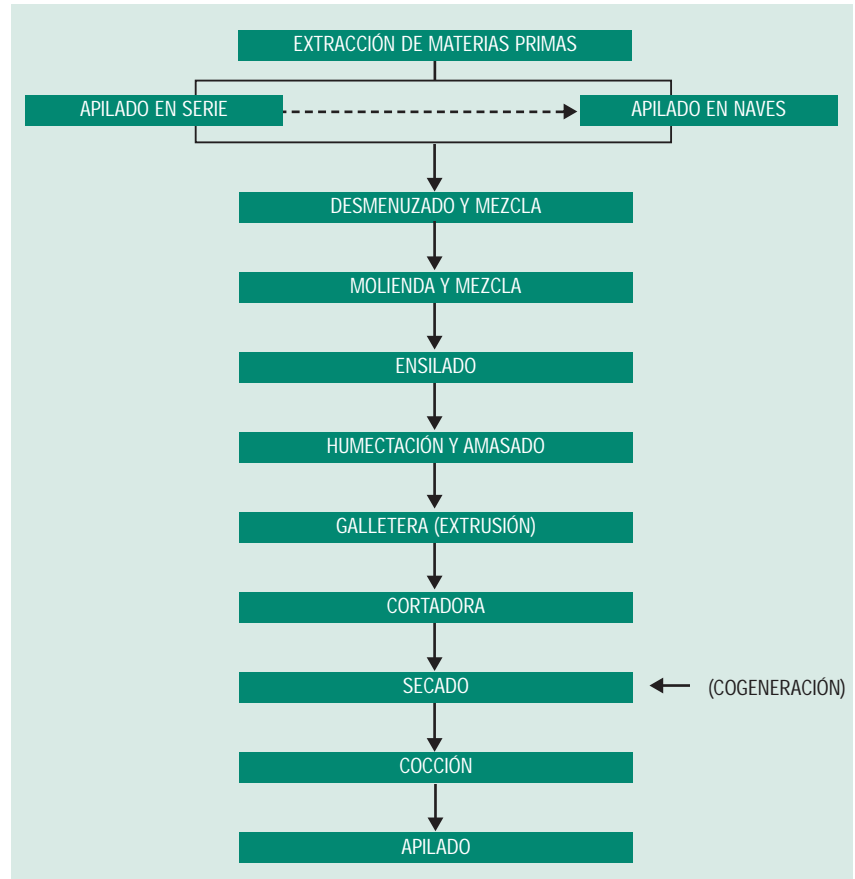 EXTRACCIÓN DE MATERIAS PRIMAS
APILADO EN SERIE
APILADO EN NAVES
DESMENUZADO Y MEZCLA
MOLIENDA Y MEZCLA
ENSILADO
HUMECTACIÓN Y AMASADO
GALLETERA (EXTRUSIÓN)
CORTADORA
SECADO
(COGENERACIÓN)
COCCIÓN
APILADO